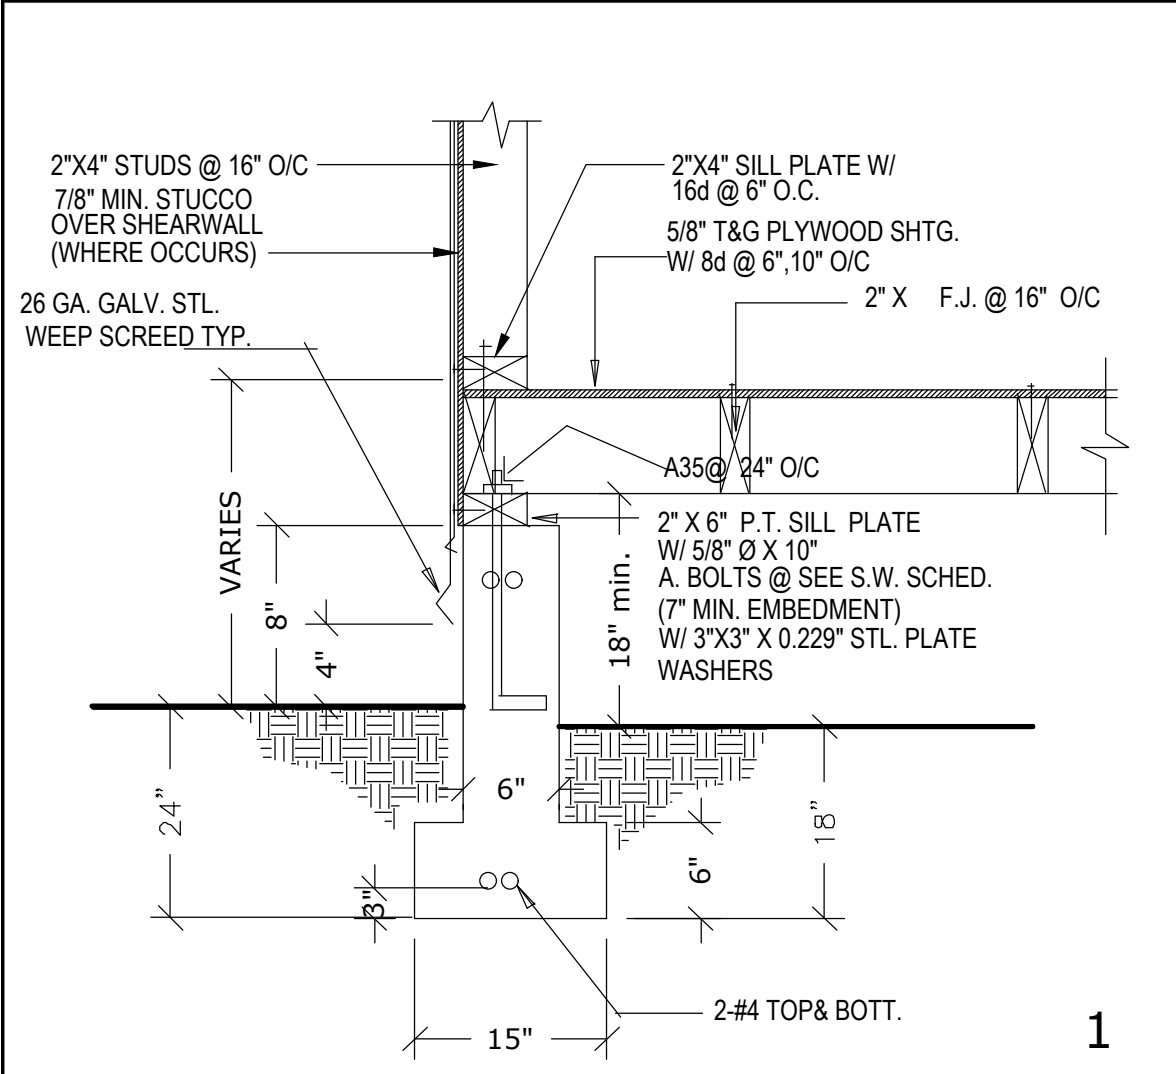 2"X4" STUDS @ 16" O/C
7/8" MIN. STUCCO
OVER SHEARWALL
(WHERE OCCURS)
26 GA. GALV. STL.
WEEP SCREED TYP.
2"X4" SILL PLATE W/
16d @ 6" O.C.
5/8" T&G PLYWOOD SHTG.
W/ 8d @ 6",10" O/C
2" X F.J. @ 16" O/C
A35@ 24" O/C
2" X 6" P.T. SILL PLATE
W/ 5/8" Ø X 10"
A. BOLTS @ SEE S.W. SCHED.
(7" MIN. EMBEDMENT)
W/ 3"X3" X 0.229" STL. PLATE
WASHERS
VARIES
8"
4"
18" min.
24”
6"
3"
6"
18”
15"
2-#4 TOP& BOTT.
1